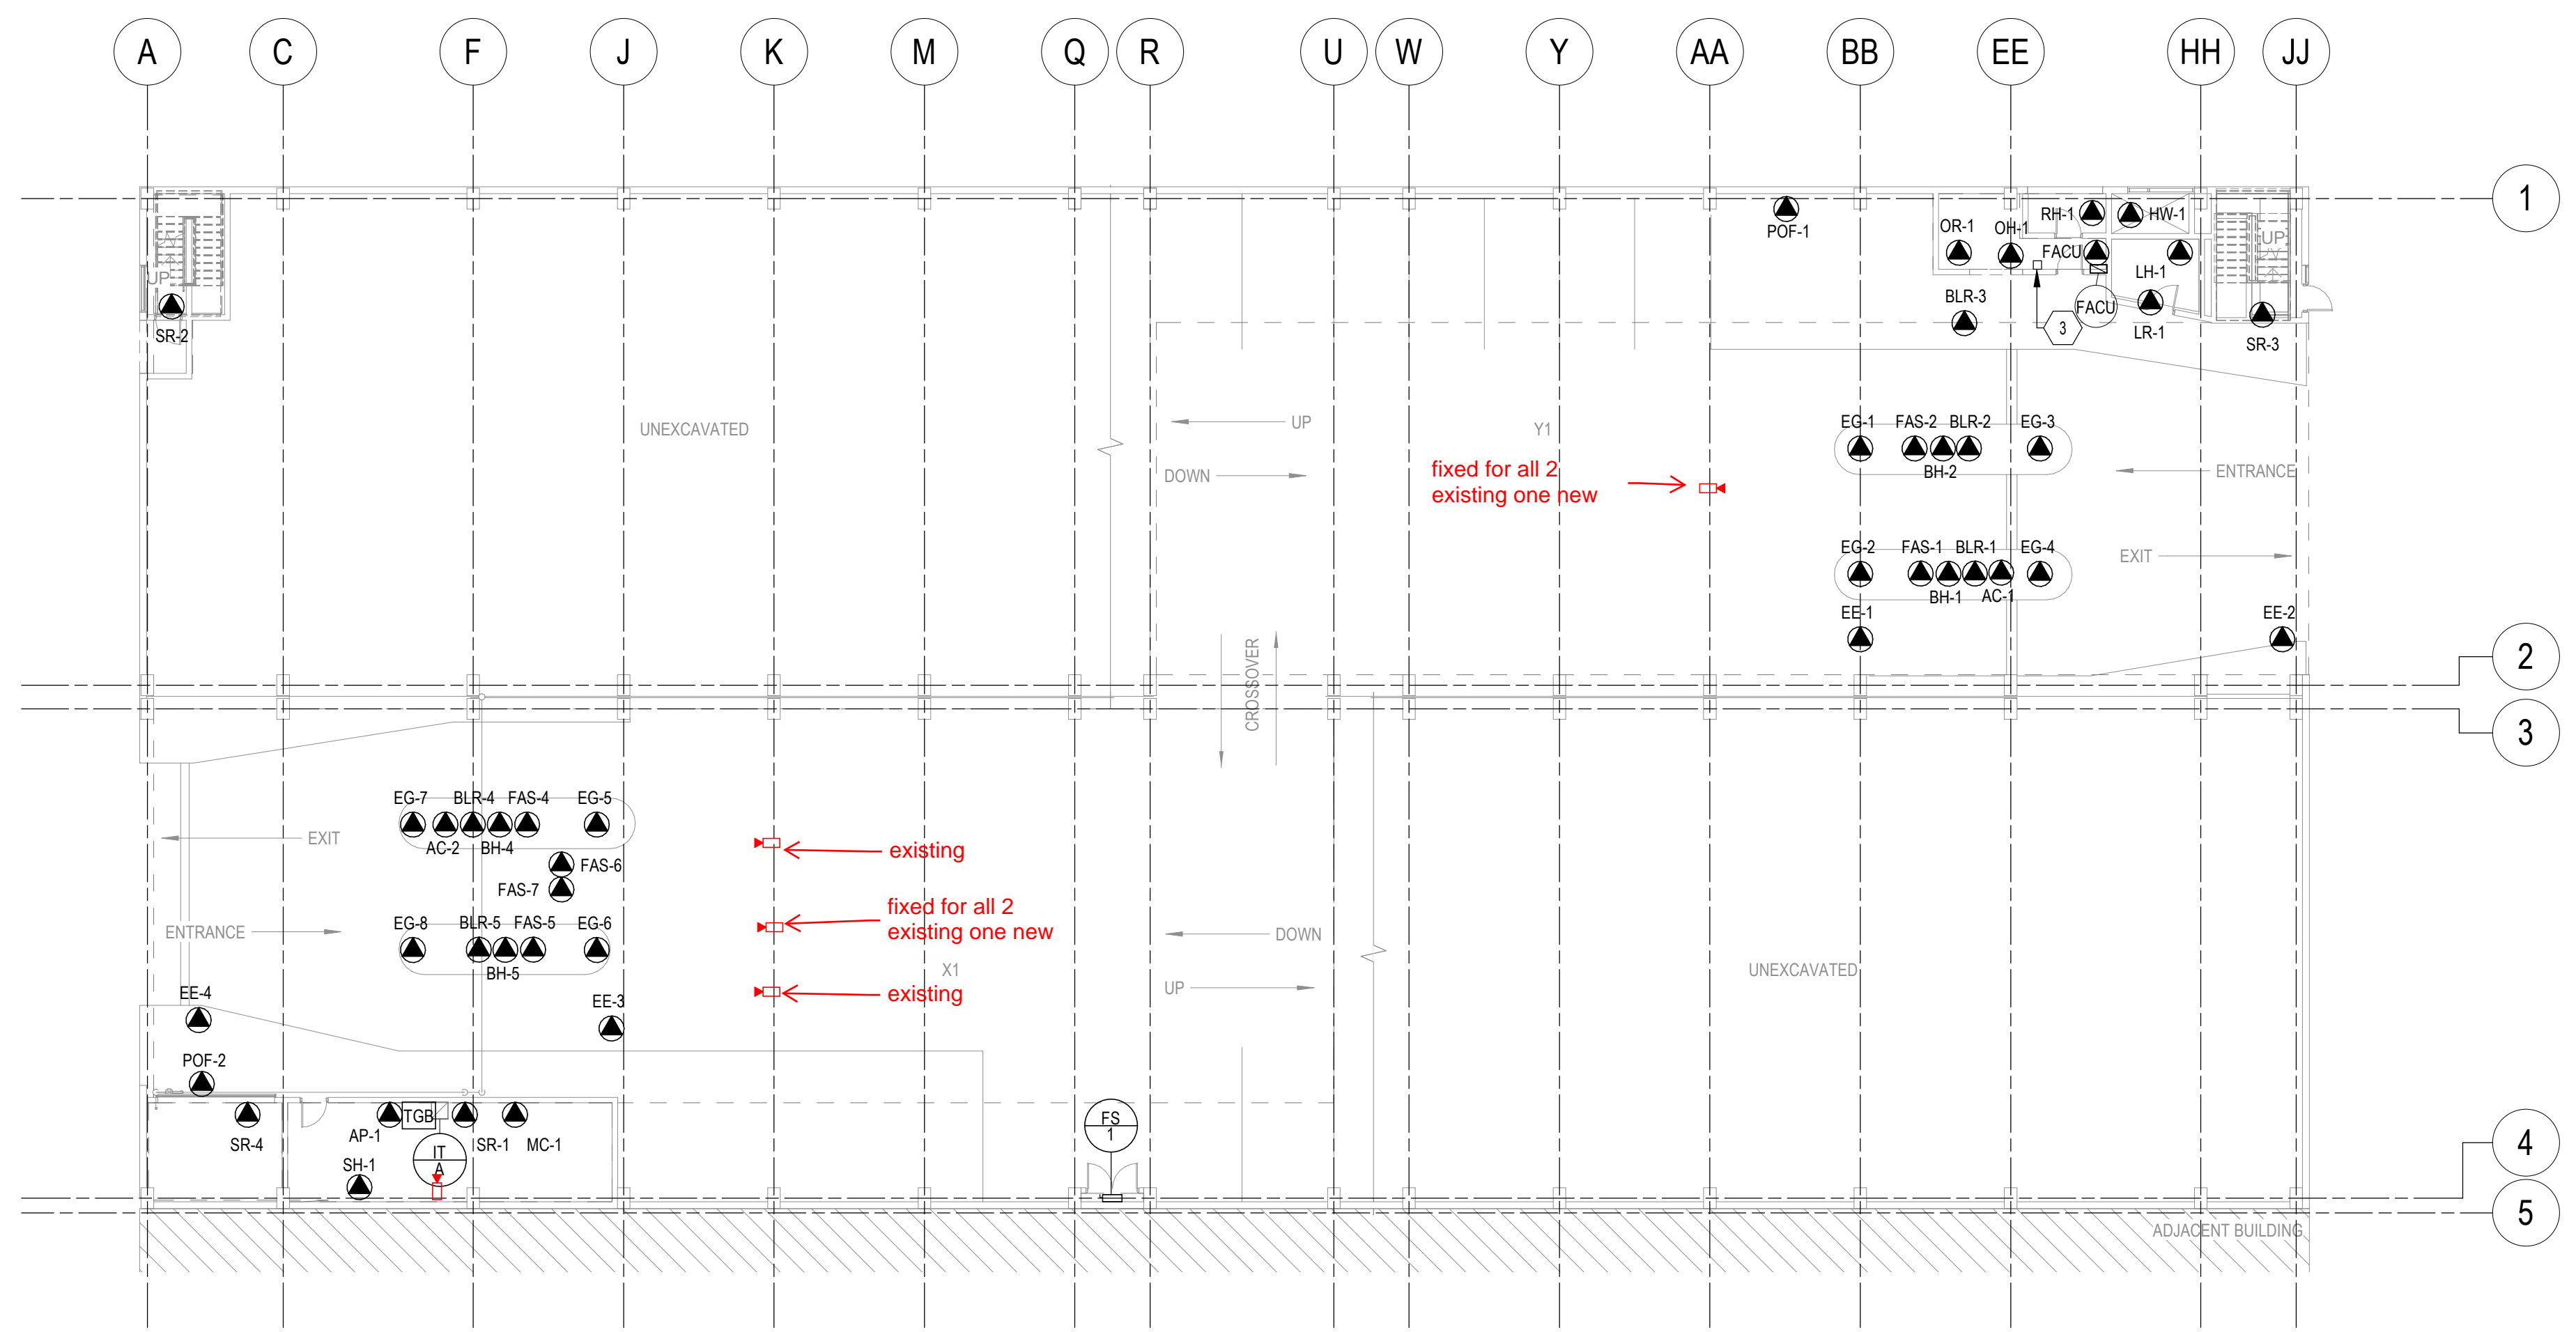 A C F J K M Q R U W Y AA BB EE HH JJ
1
UP
SR-2
POF-1
OR-1
OH-1
RH-1
HW-1
FACU
LH-1
UP
BLR-3
FACU
3
LR-1
SR-3
UNEXCAVATED
UP
DOWN
Y1
fixed for all 2
existing one new
EG-1 FAS-2 BLR-2 EG-3
BH-2
ENTRANCE
EG-2 FAS-1 BLR-1 EG-4
BH-1 AC-1
EXIT
EE-1
EE-2
CROSSOVER
2
3
EG-7 BLR-4 FAS-4 EG-5
EXIT
AC-2 BH-4
FAS-6
FAS-7
existing
ENTRANCE
EG-8 BLR-5 FAS-5 EG-6
BH-5
fixed for all 2
existing one new
existing
X1
DOWN
UP
UNEXCAVATED
EE-4
EE-3
POF-2
SR-4
AP-1
TGB
SR-1
MC-1
IT
A
SH-1
FS
1
4
5
ADJACENT BUILDING